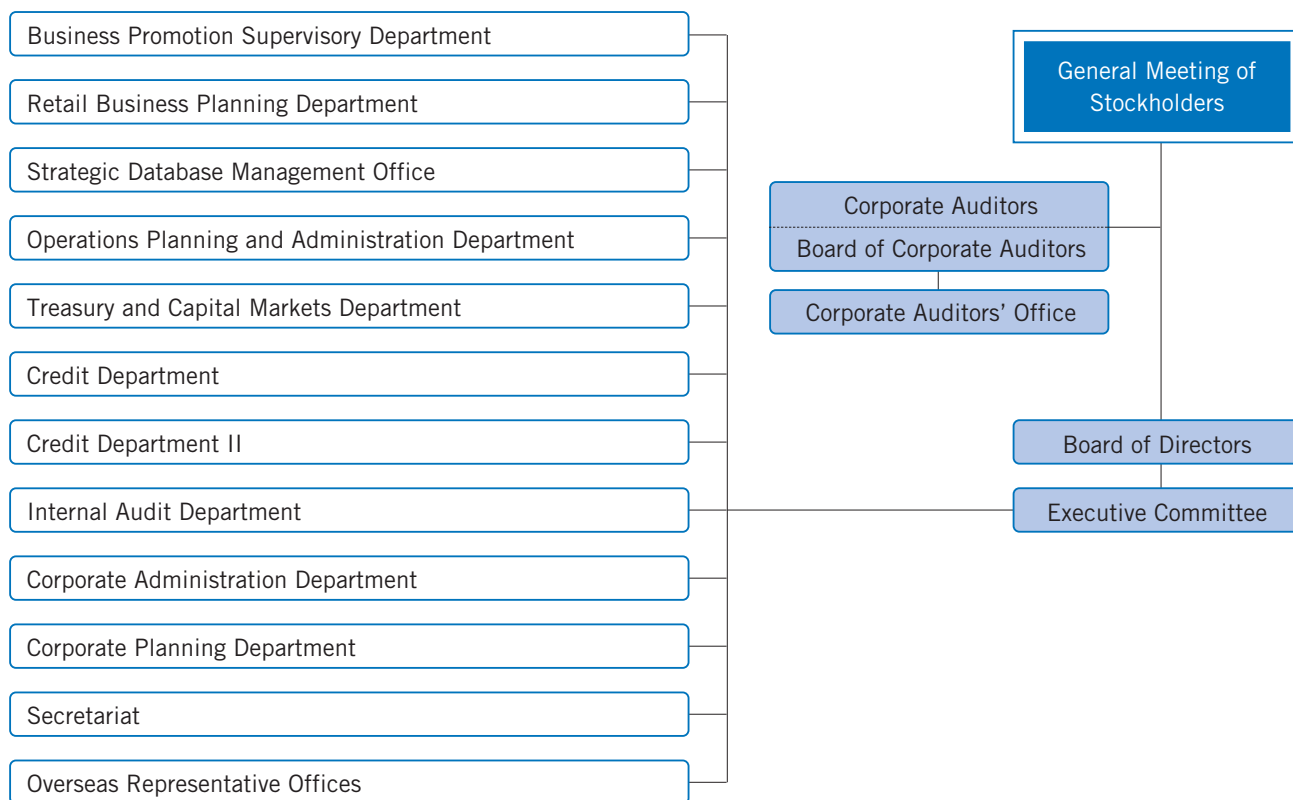 Business Promotion Supervisory Department
Retail Business Planning Department
Strategic Database Management Office
Operations Planning and Administration Department
Treasury and Capital Markets Department
Credit Department
Credit Department II
Internal Audit Department
Corporate Administration Department
Corporate Planning Department
Secretariat
Overseas Representative Offices
General Meeting of
Stockholders
Corporate Auditors
Board of Corporate Auditors
Corporate Auditors’ Office
Board of Directors
Executive Committee